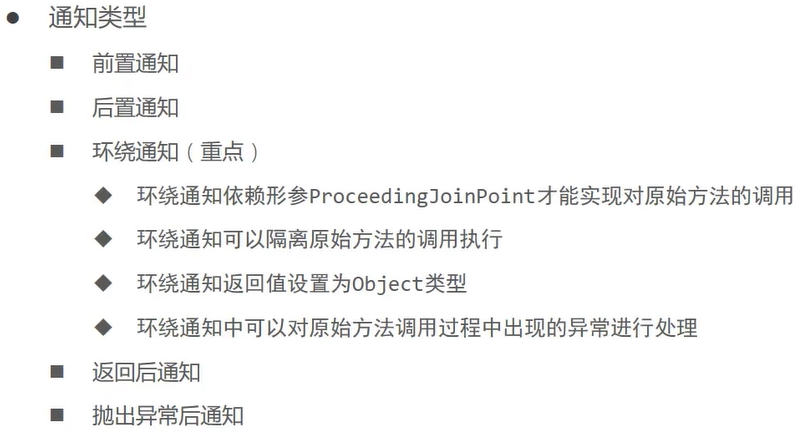 ● 通知类型
■ 前置通知
■ 后置通知
■ 环绕通知（重点）
◆ 环绕通知依赖形参ProceedingJoinPoint才能实现对原始方法的调用
◆ 环绕通知可以隔离原始方法的调用执行
◆ 环绕通知返回值设置为Object类型
◆ 环绕通知中可以对原始方法调用过程中出现的异常进行处理
■ 返回后通知
■ 抛出异常后通知